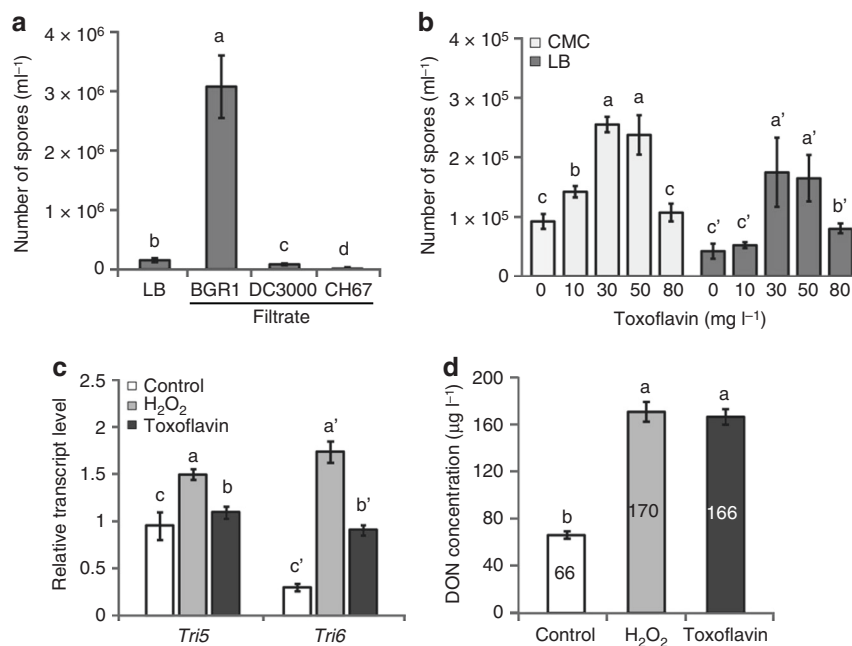 a
Number of spores (ml⁻¹)
4 × 10⁶
3 × 10⁶
2 × 10⁶
1 × 10⁶
0
b
a
c
d
LB
BGR1
DC3000
CH67
Filtrate
b
Number of spores (ml⁻¹)
4 × 10⁵
3 × 10⁵
2 × 10⁵
1 × 10⁵
0
CMC
LB
c
b
a
a
c
c’
c’
a’
a’
b’
0
10
30
50
80
0
10
30
50
80
Toxoflavin (mg l⁻¹)
c
Relative transcript level
2.5
2
1.5
1
0.5
0
Control
H₂O₂
Toxoflavin
c
a
b
c’
a’
b’
Tri5
Tri6
d
DON concentration (µg l⁻¹)
200
160
120
80
40
0
b
a
a
66
170
166
Control
H₂O₂
Toxoflavin